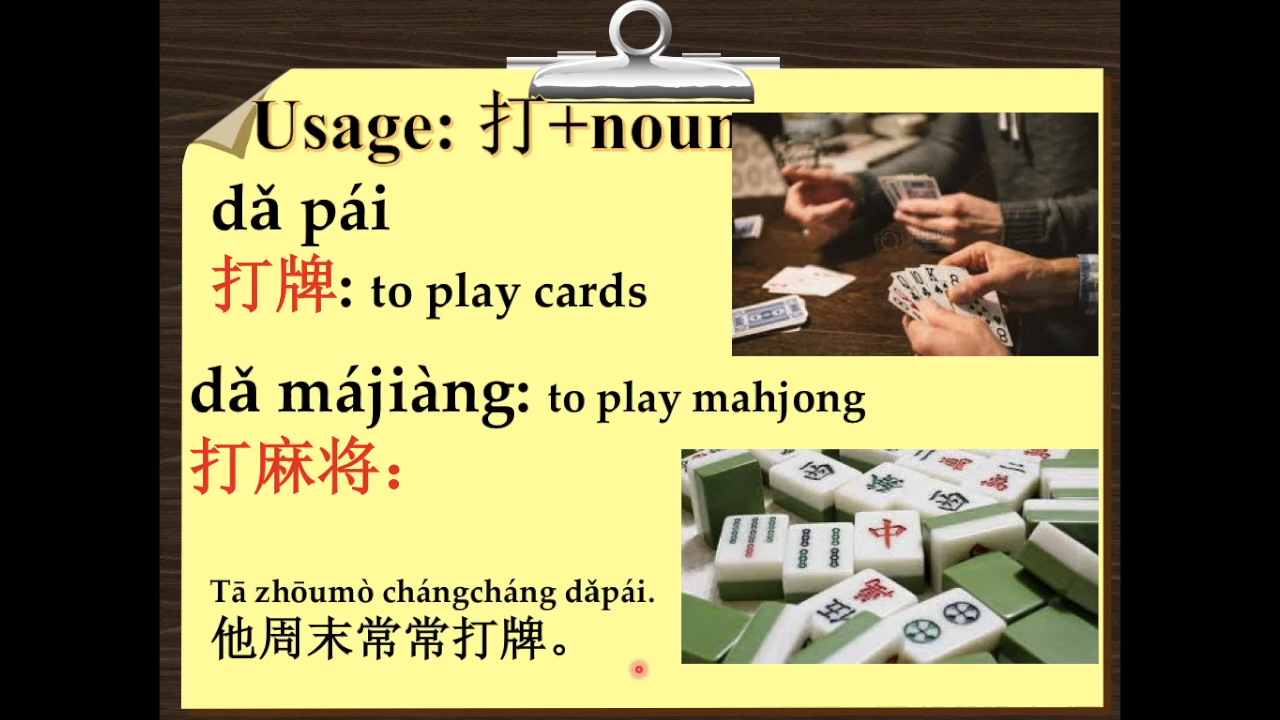 Usage: 打+noun
dǎ pái
打牌: to play cards
dǎ májiàng: to play mahjong
打麻将：
Tā zhōumò chángcháng dǎpái.
他周末常常打牌。
中